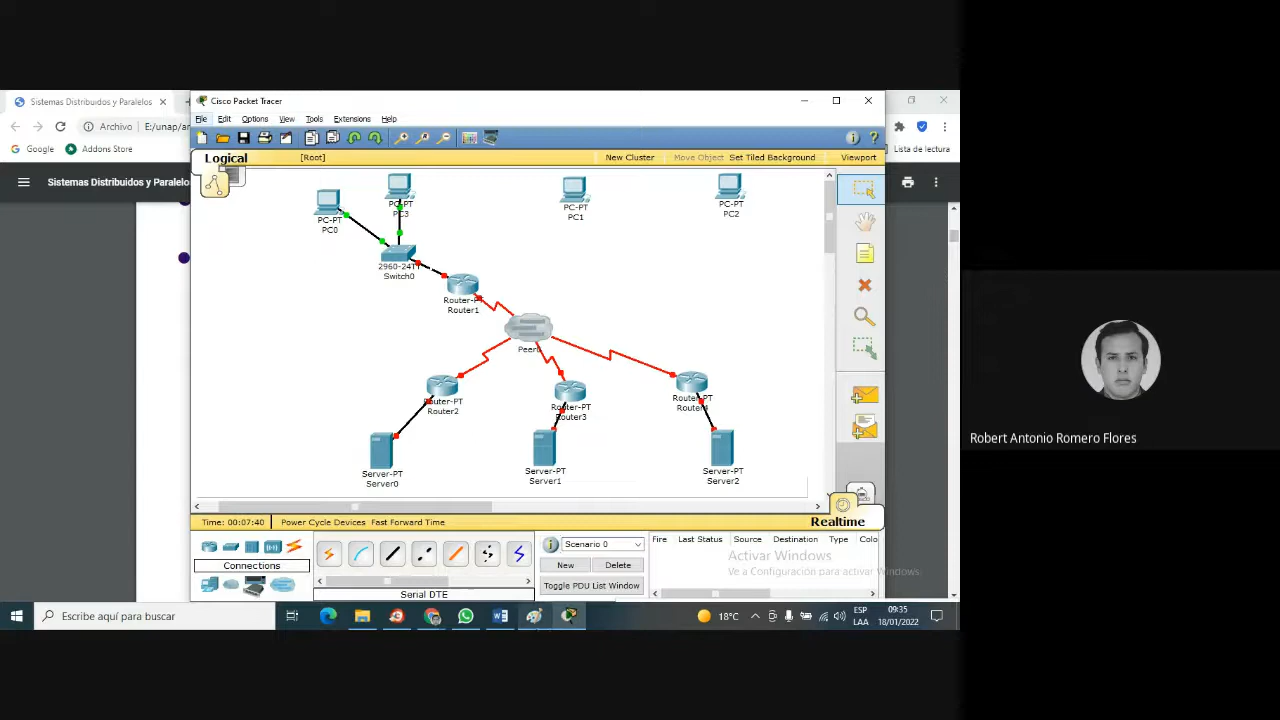 Sistemas Distribuidos y Paralelos
Cisco Packet Tracer
Archivo
E:/unap/ar
Google
Addons Store
Lista de lectura
Sistemas Distribuidos y Paralelos
File Edit Options View Tools Extensions Help
Logical
[Root]
New Cluster
Move Object
Set Tiled Background
Viewport
PC-PT
PC0
PC-PT
PC3
PC-PT
PC1
PC-PT
PC2
2960-24TT
Switch0
Router-PT
Router1
Peer0
Router-PT
Router2
Router-PT
Router3
Router-PT
Router4
Server-PT
Server0
Server-PT
Server1
Server-PT
Server2
Time: 00:07:40
Power Cycle Devices Fast Forward Time
Realtime
Connections
Serial DTE
Scenario 0
New
Delete
Toggle PDU List Window
Fire Last Status Source Destination Type Colo
Activar Windows
Ve a Configuración para activar Windows.
Escribe aquí para buscar
18°C
ESP
LAA
09:35
18/01/2022
Robert Antonio Romero Flores